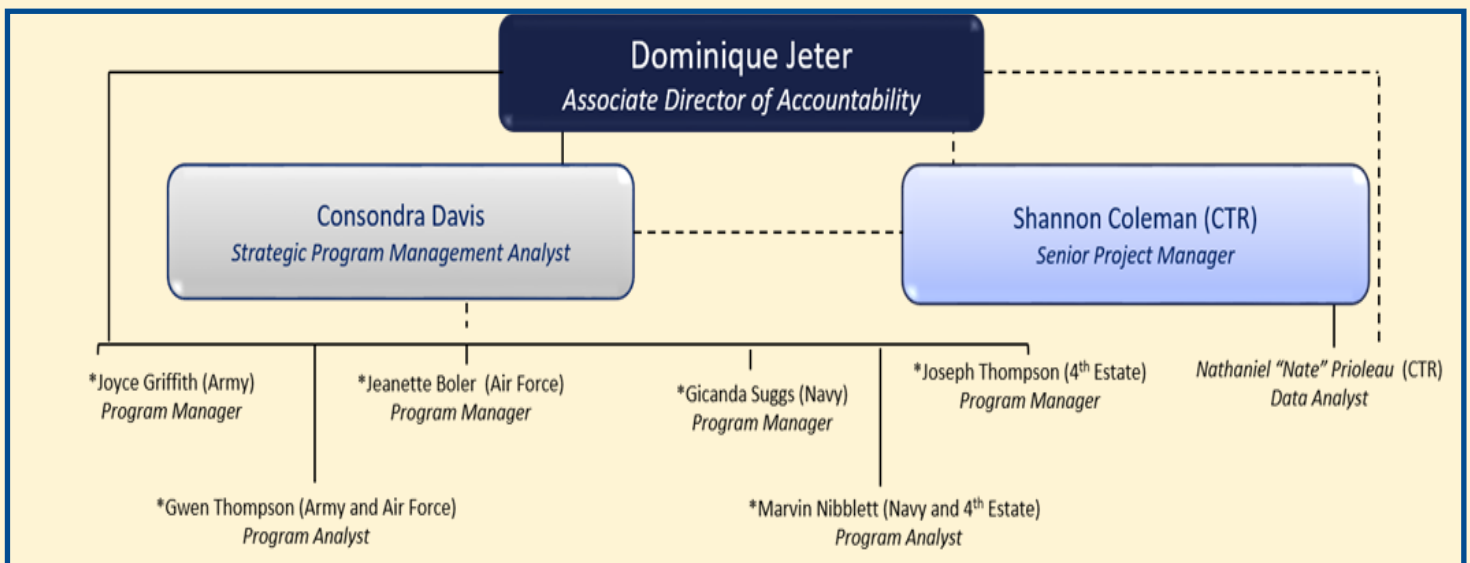 Dominique Jeter
Associate Director of Accountability
Consondra Davis
Strategic Program Management Analyst
Shannon Coleman (CTR)
Senior Project Manager
*Joyce Griffith (Army)
Program Manager
*Jeanette Boler (Air Force)
Program Manager
*Gicanda Suggs (Navy)
Program Manager
*Joseph Thompson (4th Estate)
Program Manager
Nathaniel “Nate” Prioleau (CTR)
Data Analyst
*Gwen Thompson (Army and Air Force)
Program Analyst
*Marvin Nibblett (Navy and 4th Estate)
Program Analyst